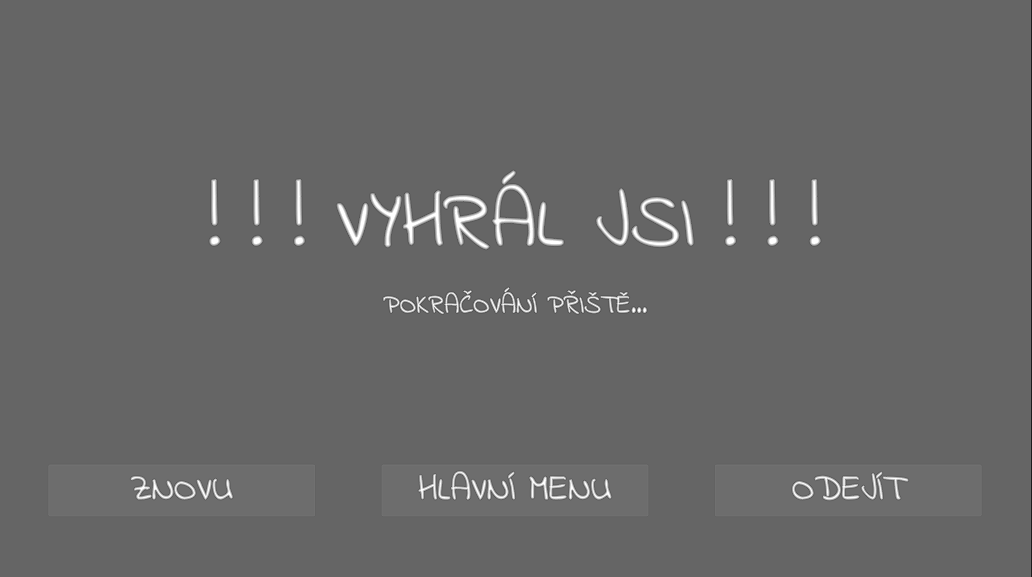 !!! VYHRÁL JSI !!!
POKRAČOVÁNÍ PŘIŠTĚ...
ZNOVU
HLAVNÍ MENU
ODEJÍT